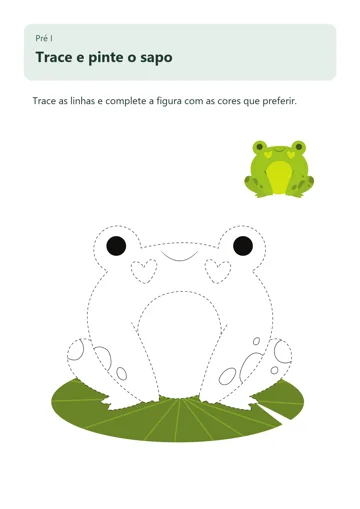 Pré I
Trace e pinte o sapo
Trace as linhas e complete a figura com as cores que preferir.